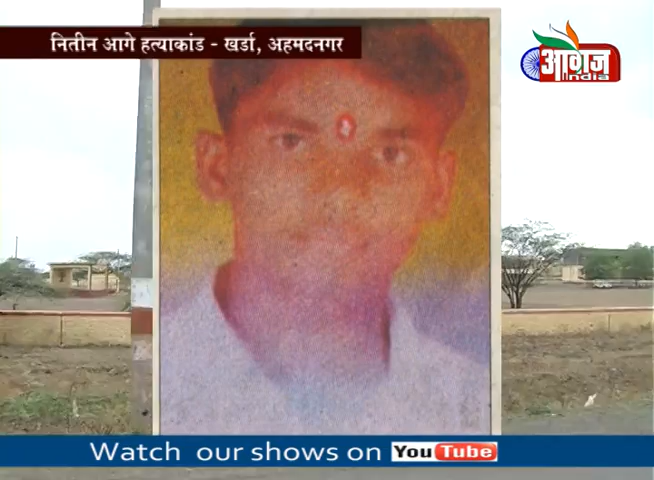 नितीन आगे हत्याकांड - खर्डा, अहमदनगर
आवाज
India
Watch our shows on YouTube